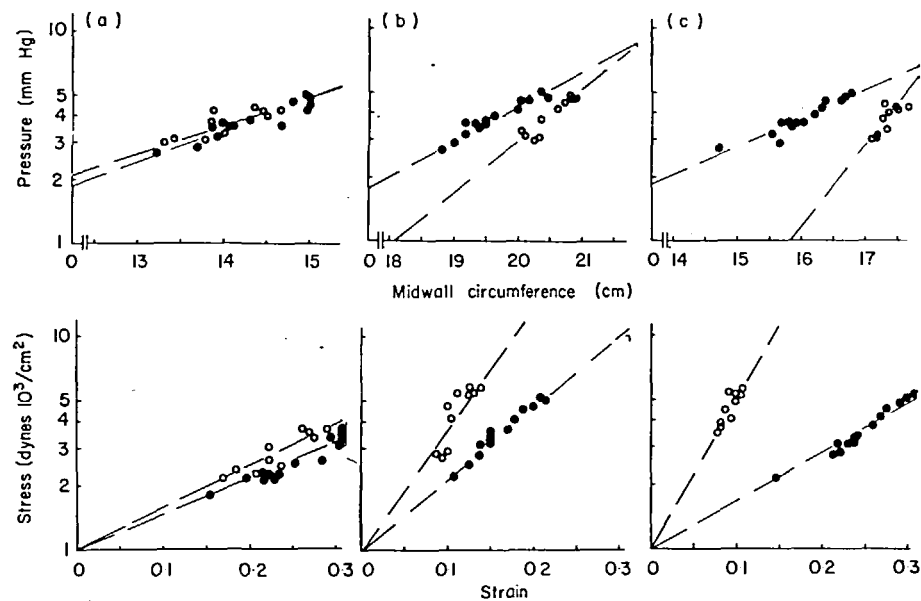 (a) (b) (c)
Pressure (mm Hg)
10
5
4
3
2
1
0 13 14 15
0 18 19 20 21
0 14 15 16 17
Midwall circumference (cm)
Stress (dynes 10³/cm²)
10
5
4
3
2
1
0 0·1 0·2 0·3
0 0·1 0·2 0·3
0 0·1 0·2 0·3
Strain